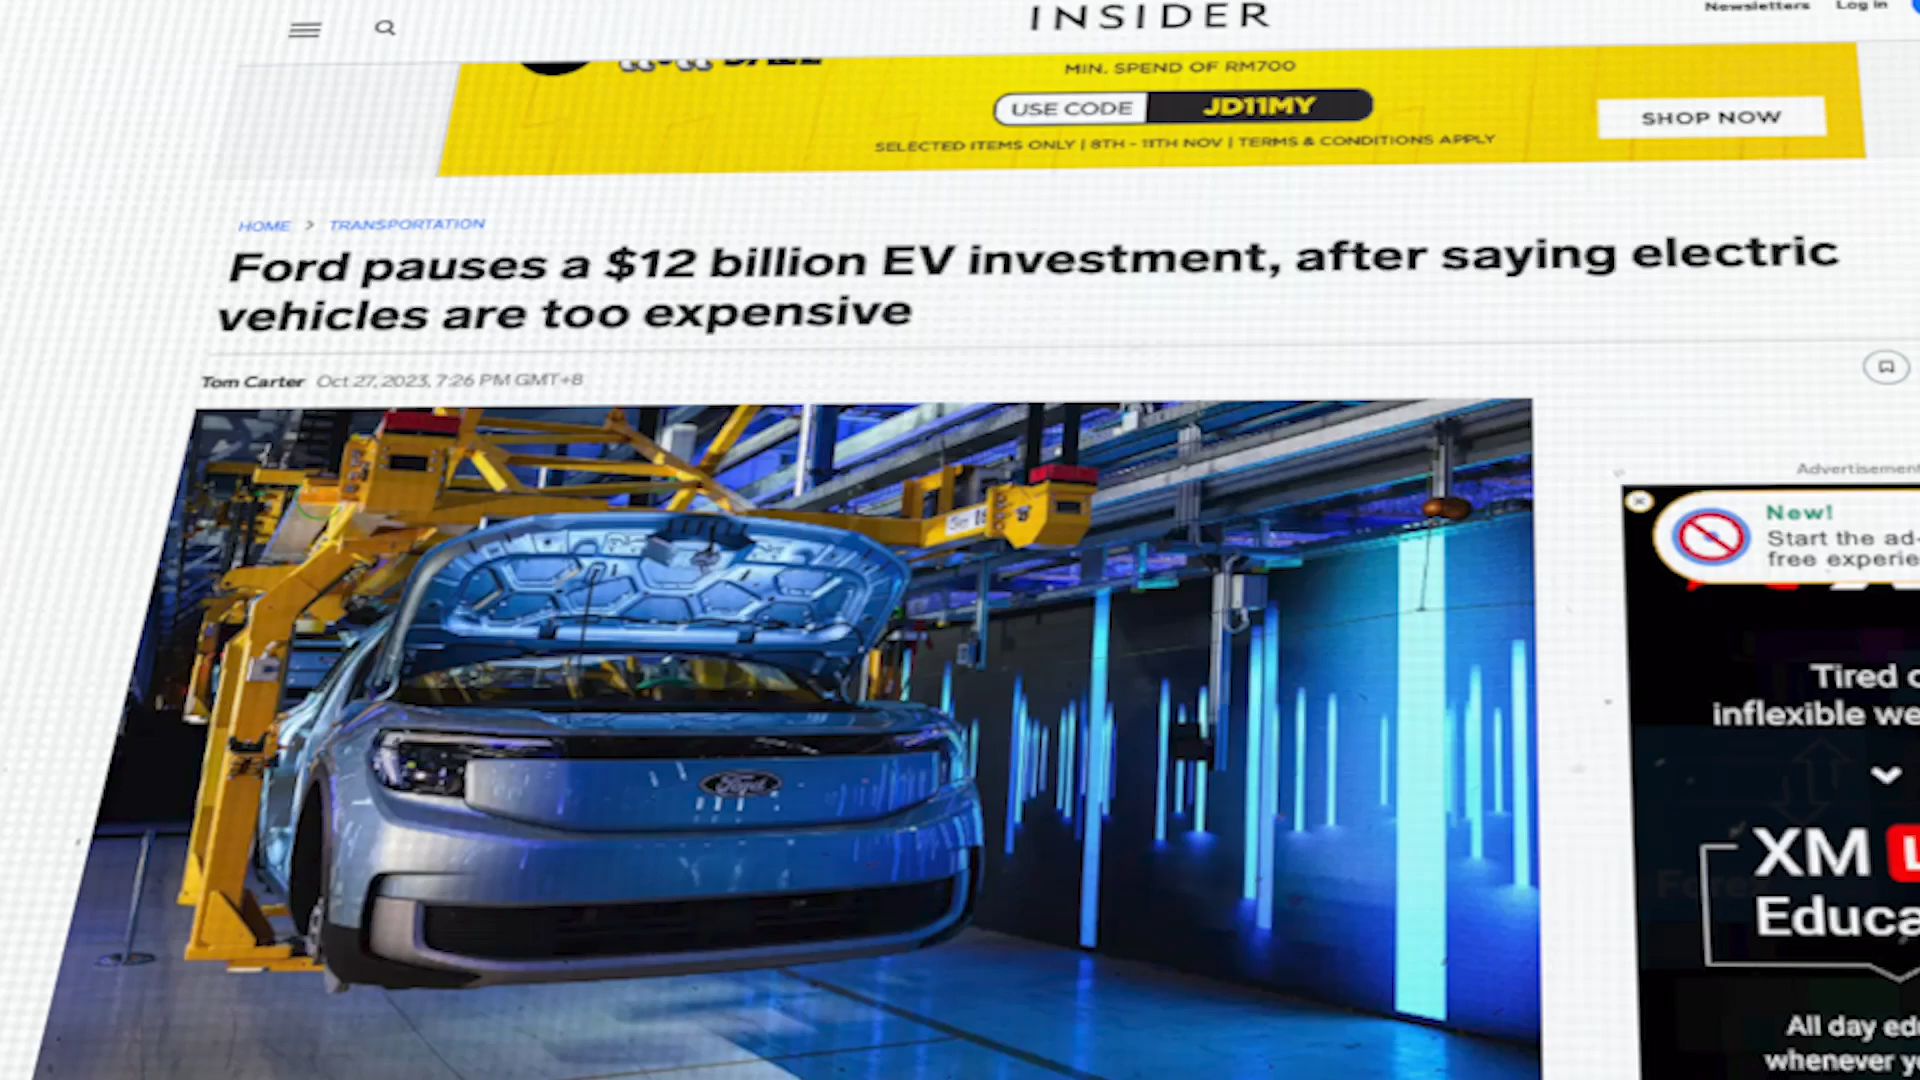 INSIDER
Newsletters Log in
MIN. SPEND OF RM700
USE CODE JD11MY
SHOP NOW
SELECTED ITEMS ONLY | 8TH - 11TH NOV | TERMS & CONDITIONS APPLY
HOME > TRANSPORTATION
Ford pauses a $12 billion EV investment, after saying electric
vehicles are too expensive
Tom Carter Oct 27, 2023, 7:26 PM GMT+8
Advertisement
New!
Start the ad-
free experie
Tired
inflexible we
XM
Educa
All day edu
whenever y
Ford